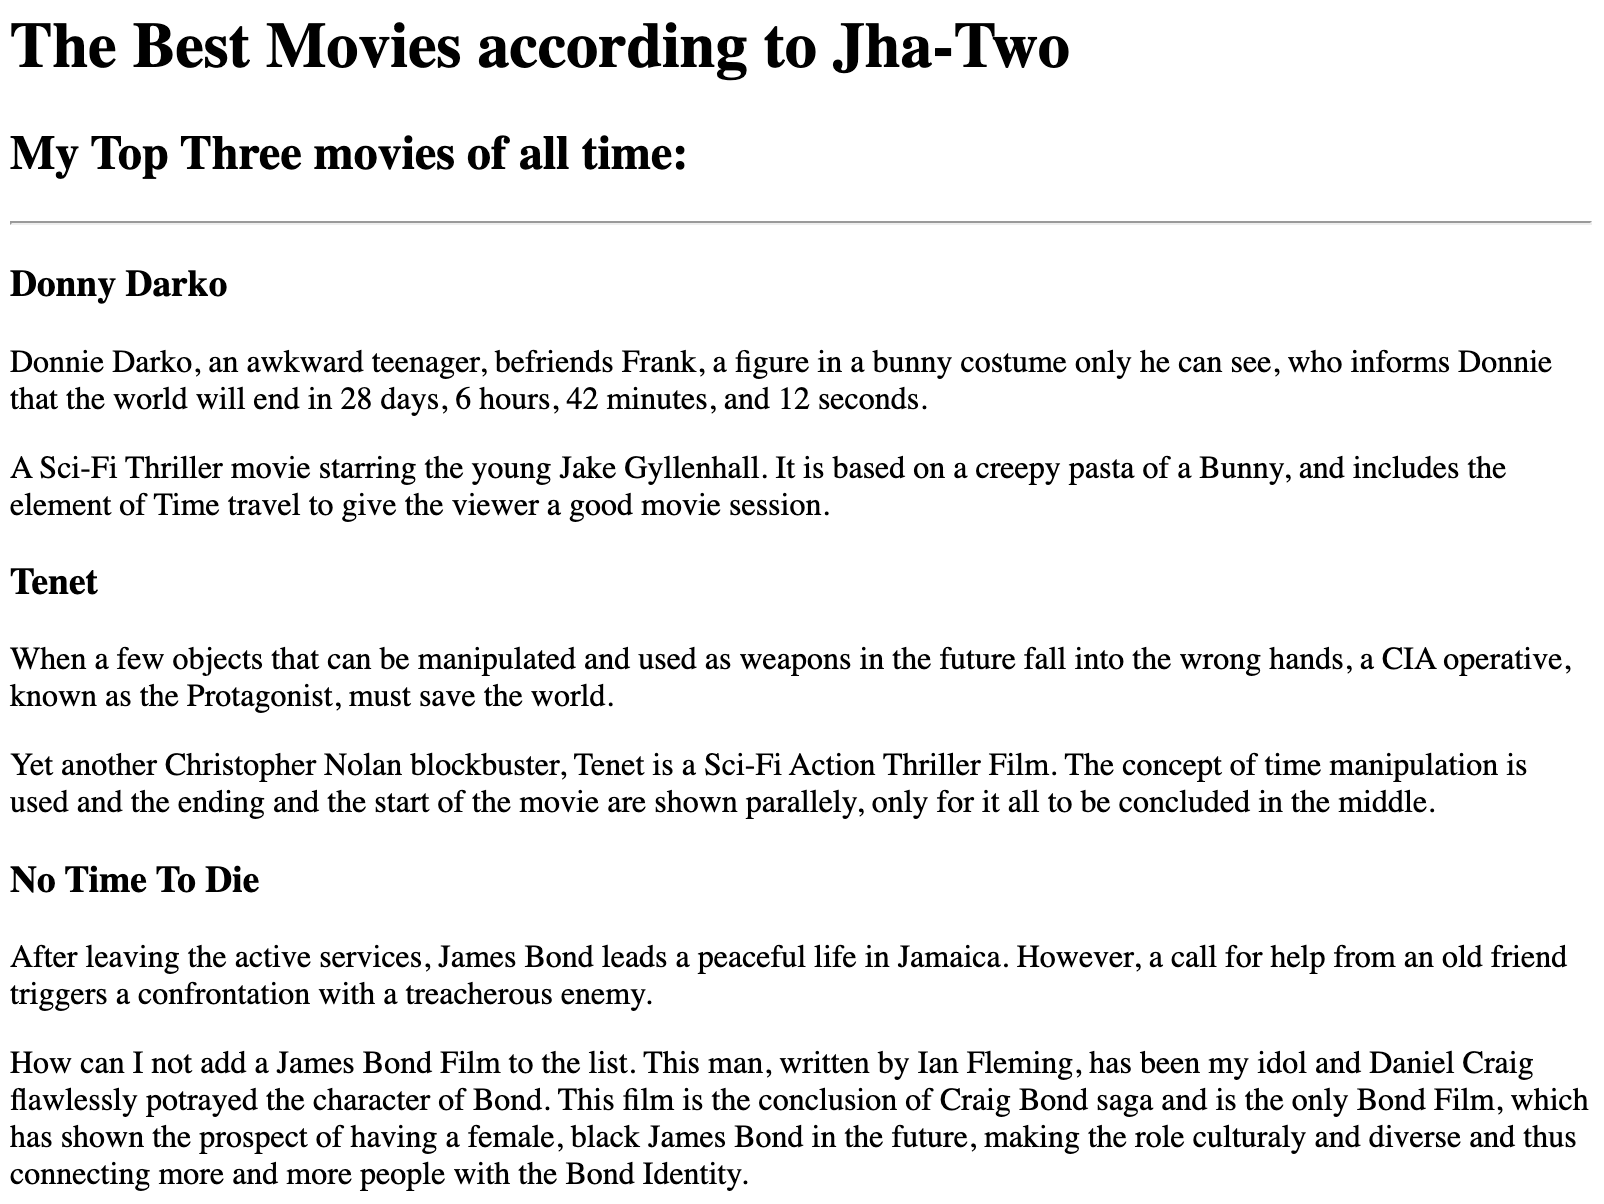 The Best Movies according to Jha-Two
My Top Three movies of all time:
Donny Darko
Donnie Darko, an awkward teenager, befriends Frank, a figure in a bunny costume only he can see, who informs Donnie
that the world will end in 28 days, 6 hours, 42 minutes, and 12 seconds.
A Sci-Fi Thriller movie starring the young Jake Gyllenhall. It is based on a creepy pasta of a Bunny, and includes the
element of Time travel to give the viewer a good movie session.
Tenet
When a few objects that can be manipulated and used as weapons in the future fall into the wrong hands, a CIA operative,
known as the Protagonist, must save the world.
Yet another Christopher Nolan blockbuster, Tenet is a Sci-Fi Action Thriller Film. The concept of time manipulation is
used and the ending and the start of the movie are shown parallely, only for it all to be concluded in the middle.
No Time To Die
After leaving the active services, James Bond leads a peaceful life in Jamaica. However, a call for help from an old friend
triggers a confrontation with a treacherous enemy.
How can I not add a James Bond Film to the list. This man, written by Ian Fleming, has been my idol and Daniel Craig
flawlessly potrayed the character of Bond. This film is the conclusion of Craig Bond saga and is the only Bond Film, which
has shown the prospect of having a female, black James Bond in the future, making the role culturaly and diverse and thus
connecting more and more people with the Bond Identity.